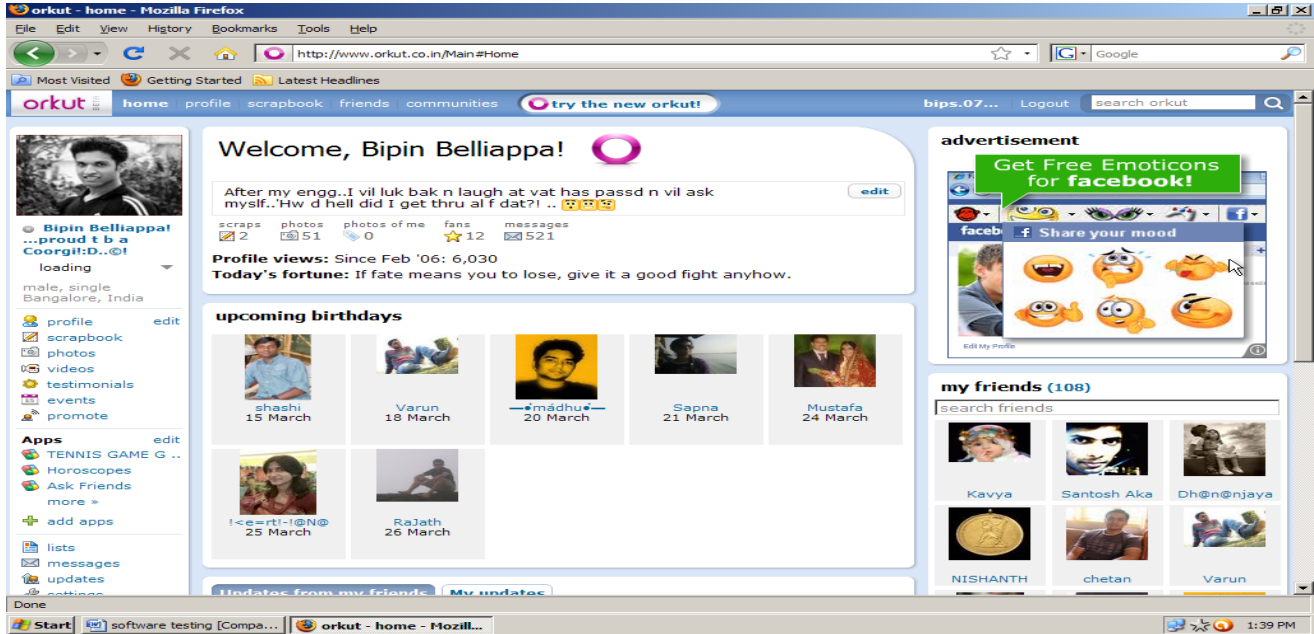 orkut - home - Mozilla Firefox
File Edit View History Bookmarks Tools Help
http://www.orkut.co.in/Main#Home
G Google
Most Visited Getting Started Latest Headlines
orkut home profile scrapbook friends communities try the new orkut! bips.07... Logout search orkut
Welcome, Bipin Belliappa!
After my engg..I vil luk bak n laugh at vat has passd n vil ask
myslf..'Hw d hell did I get thru al f dat?! ..
edit
scraps photos photos of me fans messages
2 51 0 12 521
Profile views: Since Feb '06: 6,030
Today's fortune: If fate means you to lose, give it a good fight anyhow.
Bipin Belliappa!
...proud t b a
Coorgi!:D..©!
loading
male, single
Bangalore, India
profile edit
scrapbook
photos
videos
testimonials
events
promote
Apps edit
TENNIS GAME G ..
Horoscopes
Ask Friends
more »
add apps
lists
messages
updates
settings
upcoming birthdays
shashi Varun —•mádhu•— Sapna Mustafa
15 March 18 March 20 March 21 March 24 March
!<e=rt!-!@N@ RaJath
25 March 26 March
Updates from my friends My updates
advertisement
Get Free Emoticons
for facebook!
faceb
f Share your mood
Edit My Profile
my friends (108)
search friends
Kavya Santosh Aka Dh@n@njaya
NISHANTH chetan Varun
Done
Start software testing [Compa... orkut - home - Mozill... 1:39 PM